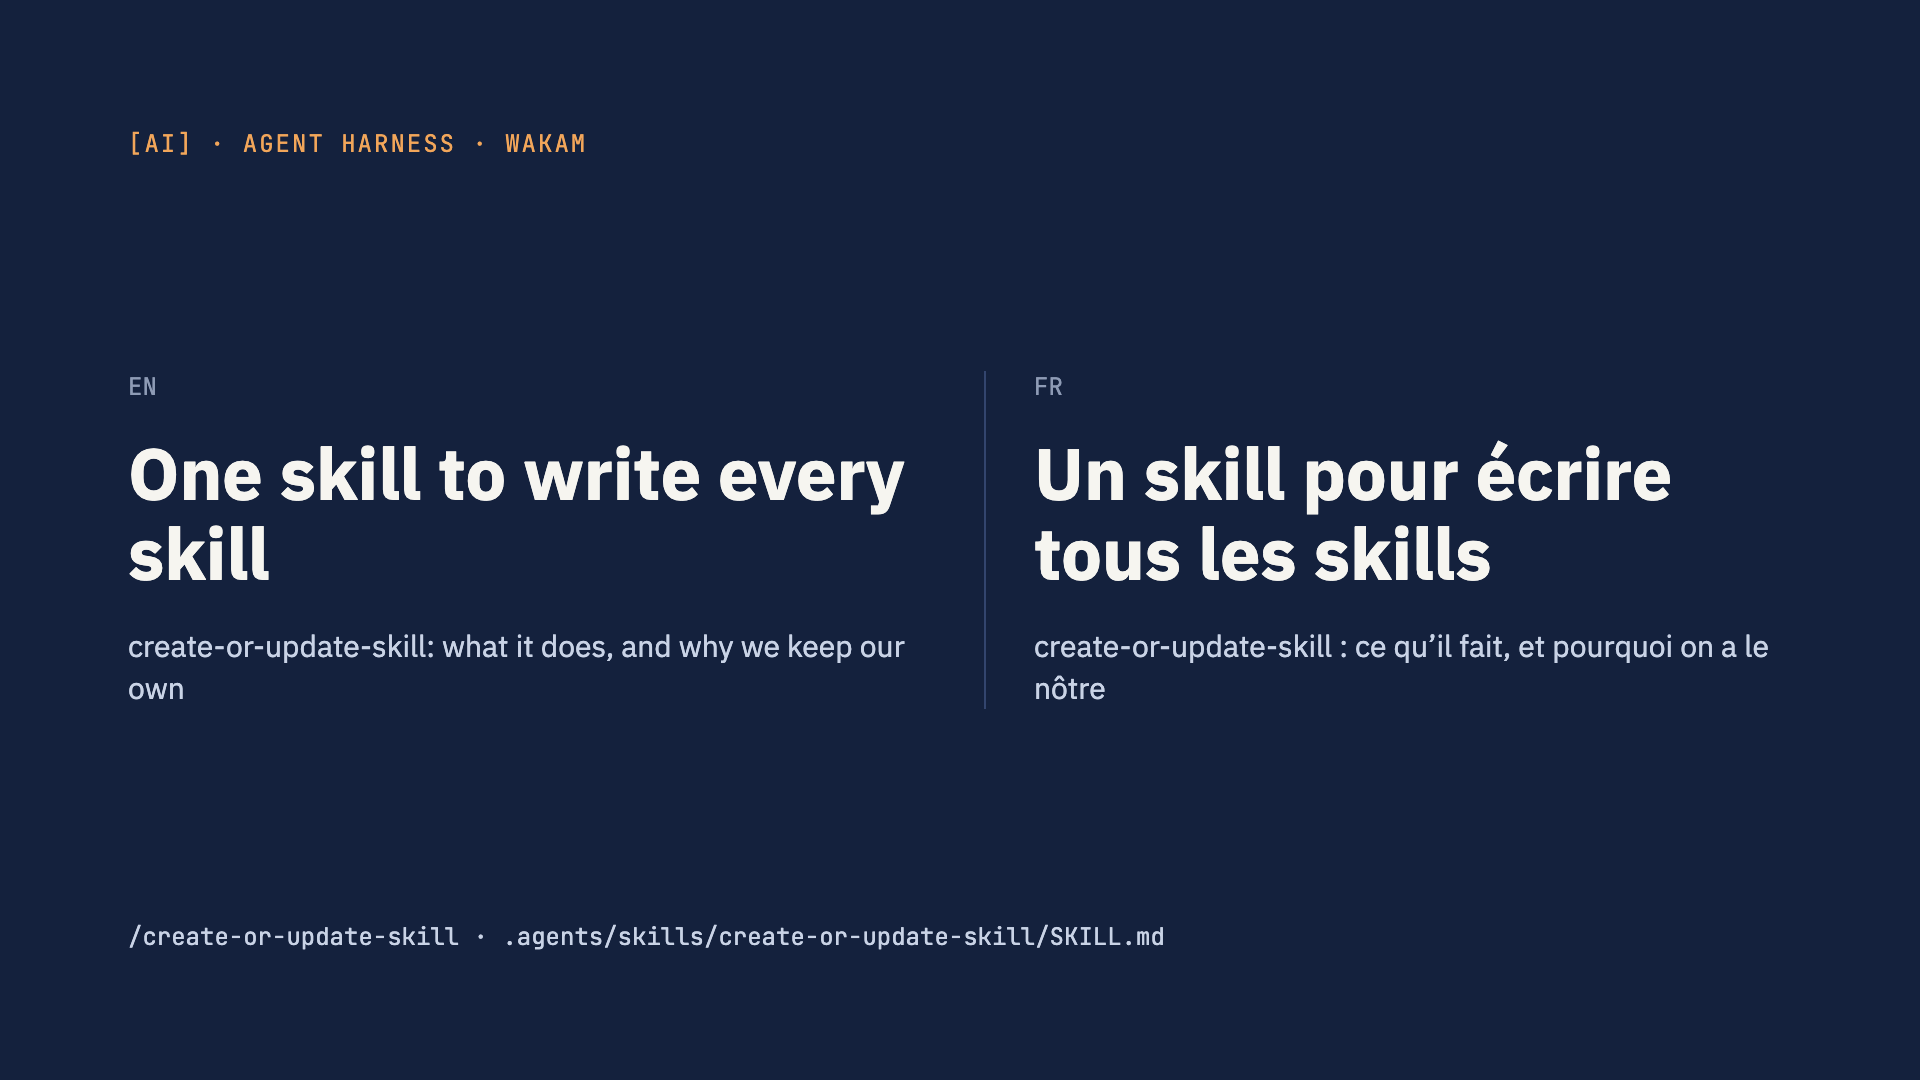 [AI] · AGENT HARNESS · WAKAM
EN
One skill to write every
skill
create-or-update-skill: what it does, and why we keep our
own
FR
Un skill pour écrire
tous les skills
create-or-update-skill : ce qu’il fait, et pourquoi on a le
nôtre
/create-or-update-skill · .agents/skills/create-or-update-skill/SKILL.md